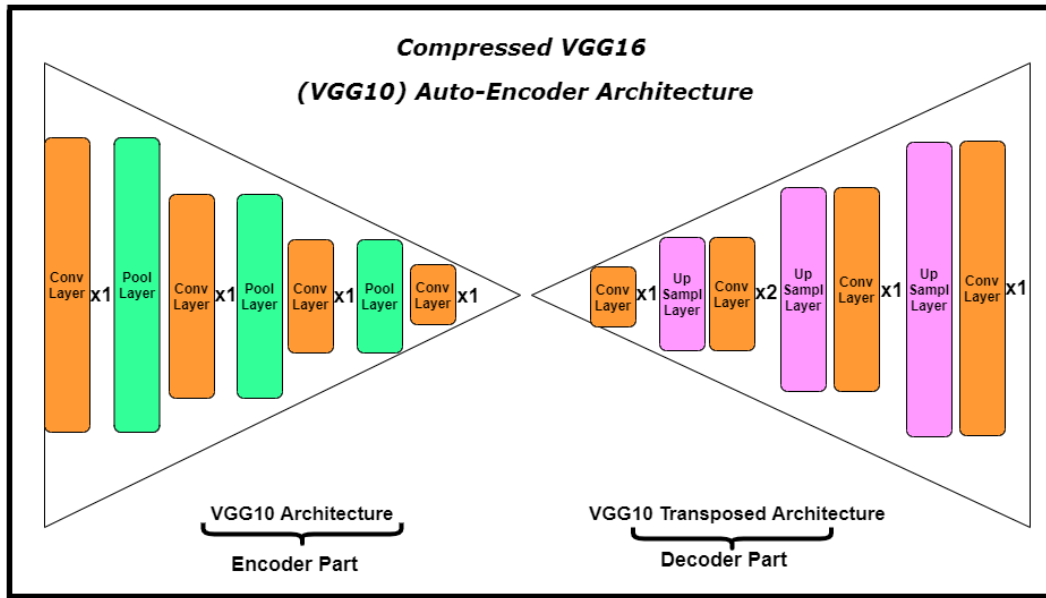 Compressed VGG16
(VGG10) Auto-Encoder Architecture
Conv
Layer
x1
Pool
Layer
Conv
Layer
x1
Pool
Layer
Conv
Layer
x1
Pool
Layer
Conv
Layer
x1
Conv
Layer
x1
Up
Sampl
Layer
Conv
Layer
x2
Up
Sampl
Layer
Conv
Layer
x1
Up
Sampl
Layer
Conv
Layer
x1
VGG10 Architecture
Encoder Part
VGG10 Transposed Architecture
Decoder Part